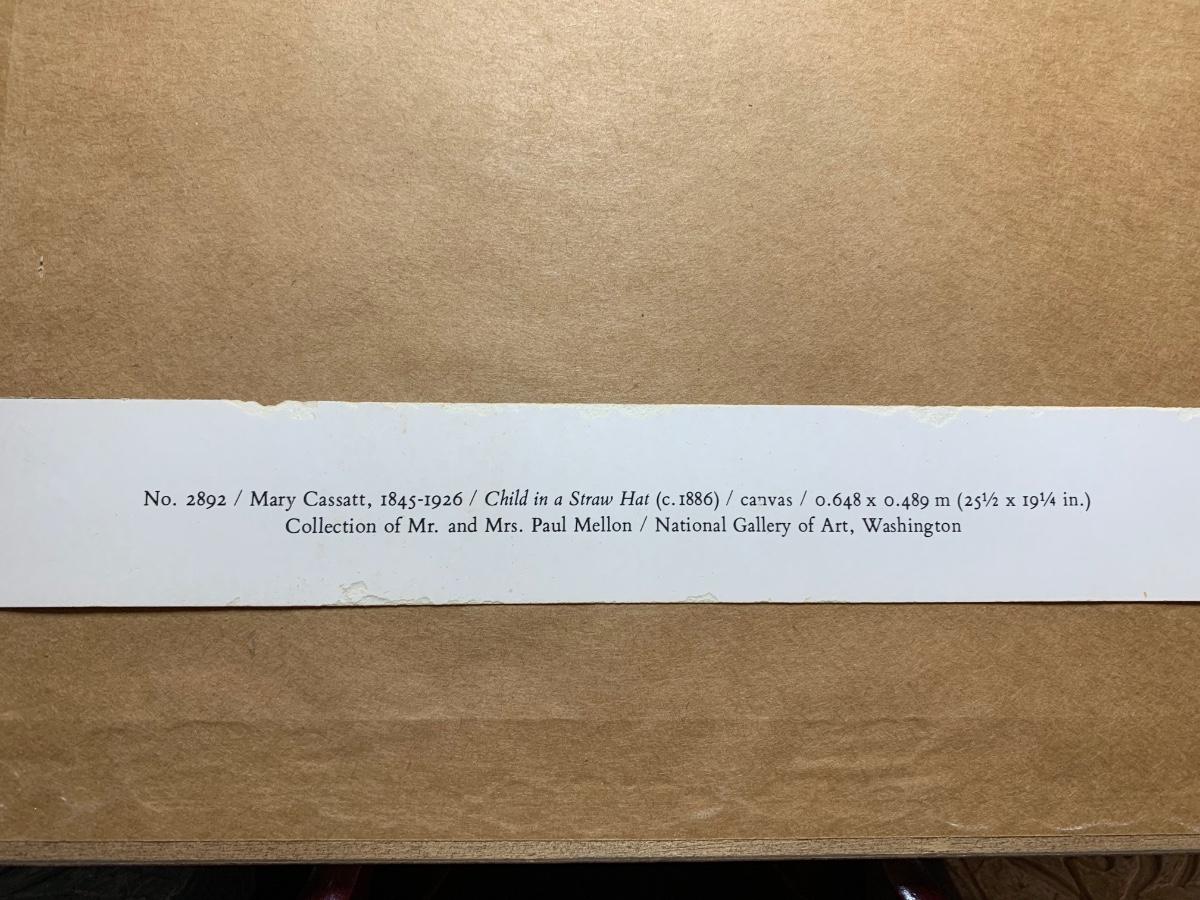 No. 2892 / Mary Cassatt, 1845-1926 / Child in a Straw Hat (c. 1886) / canvas / 0.648 x 0.489 m (25½ x 19¼ in.)
Collection of Mr. and Mrs. Paul Mellon / National Gallery of Art, Washington